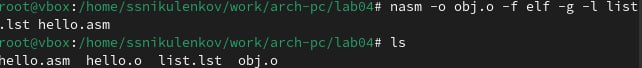 root@vbox:/home/ssnikulenkov/work/arch-pc/lab04# nasm -o obj.o -f elf -g -l list
.lst hello.asm
root@vbox:/home/ssnikulenkov/work/arch-pc/lab04# ls
hello.asm  hello.o  list.lst  obj.o